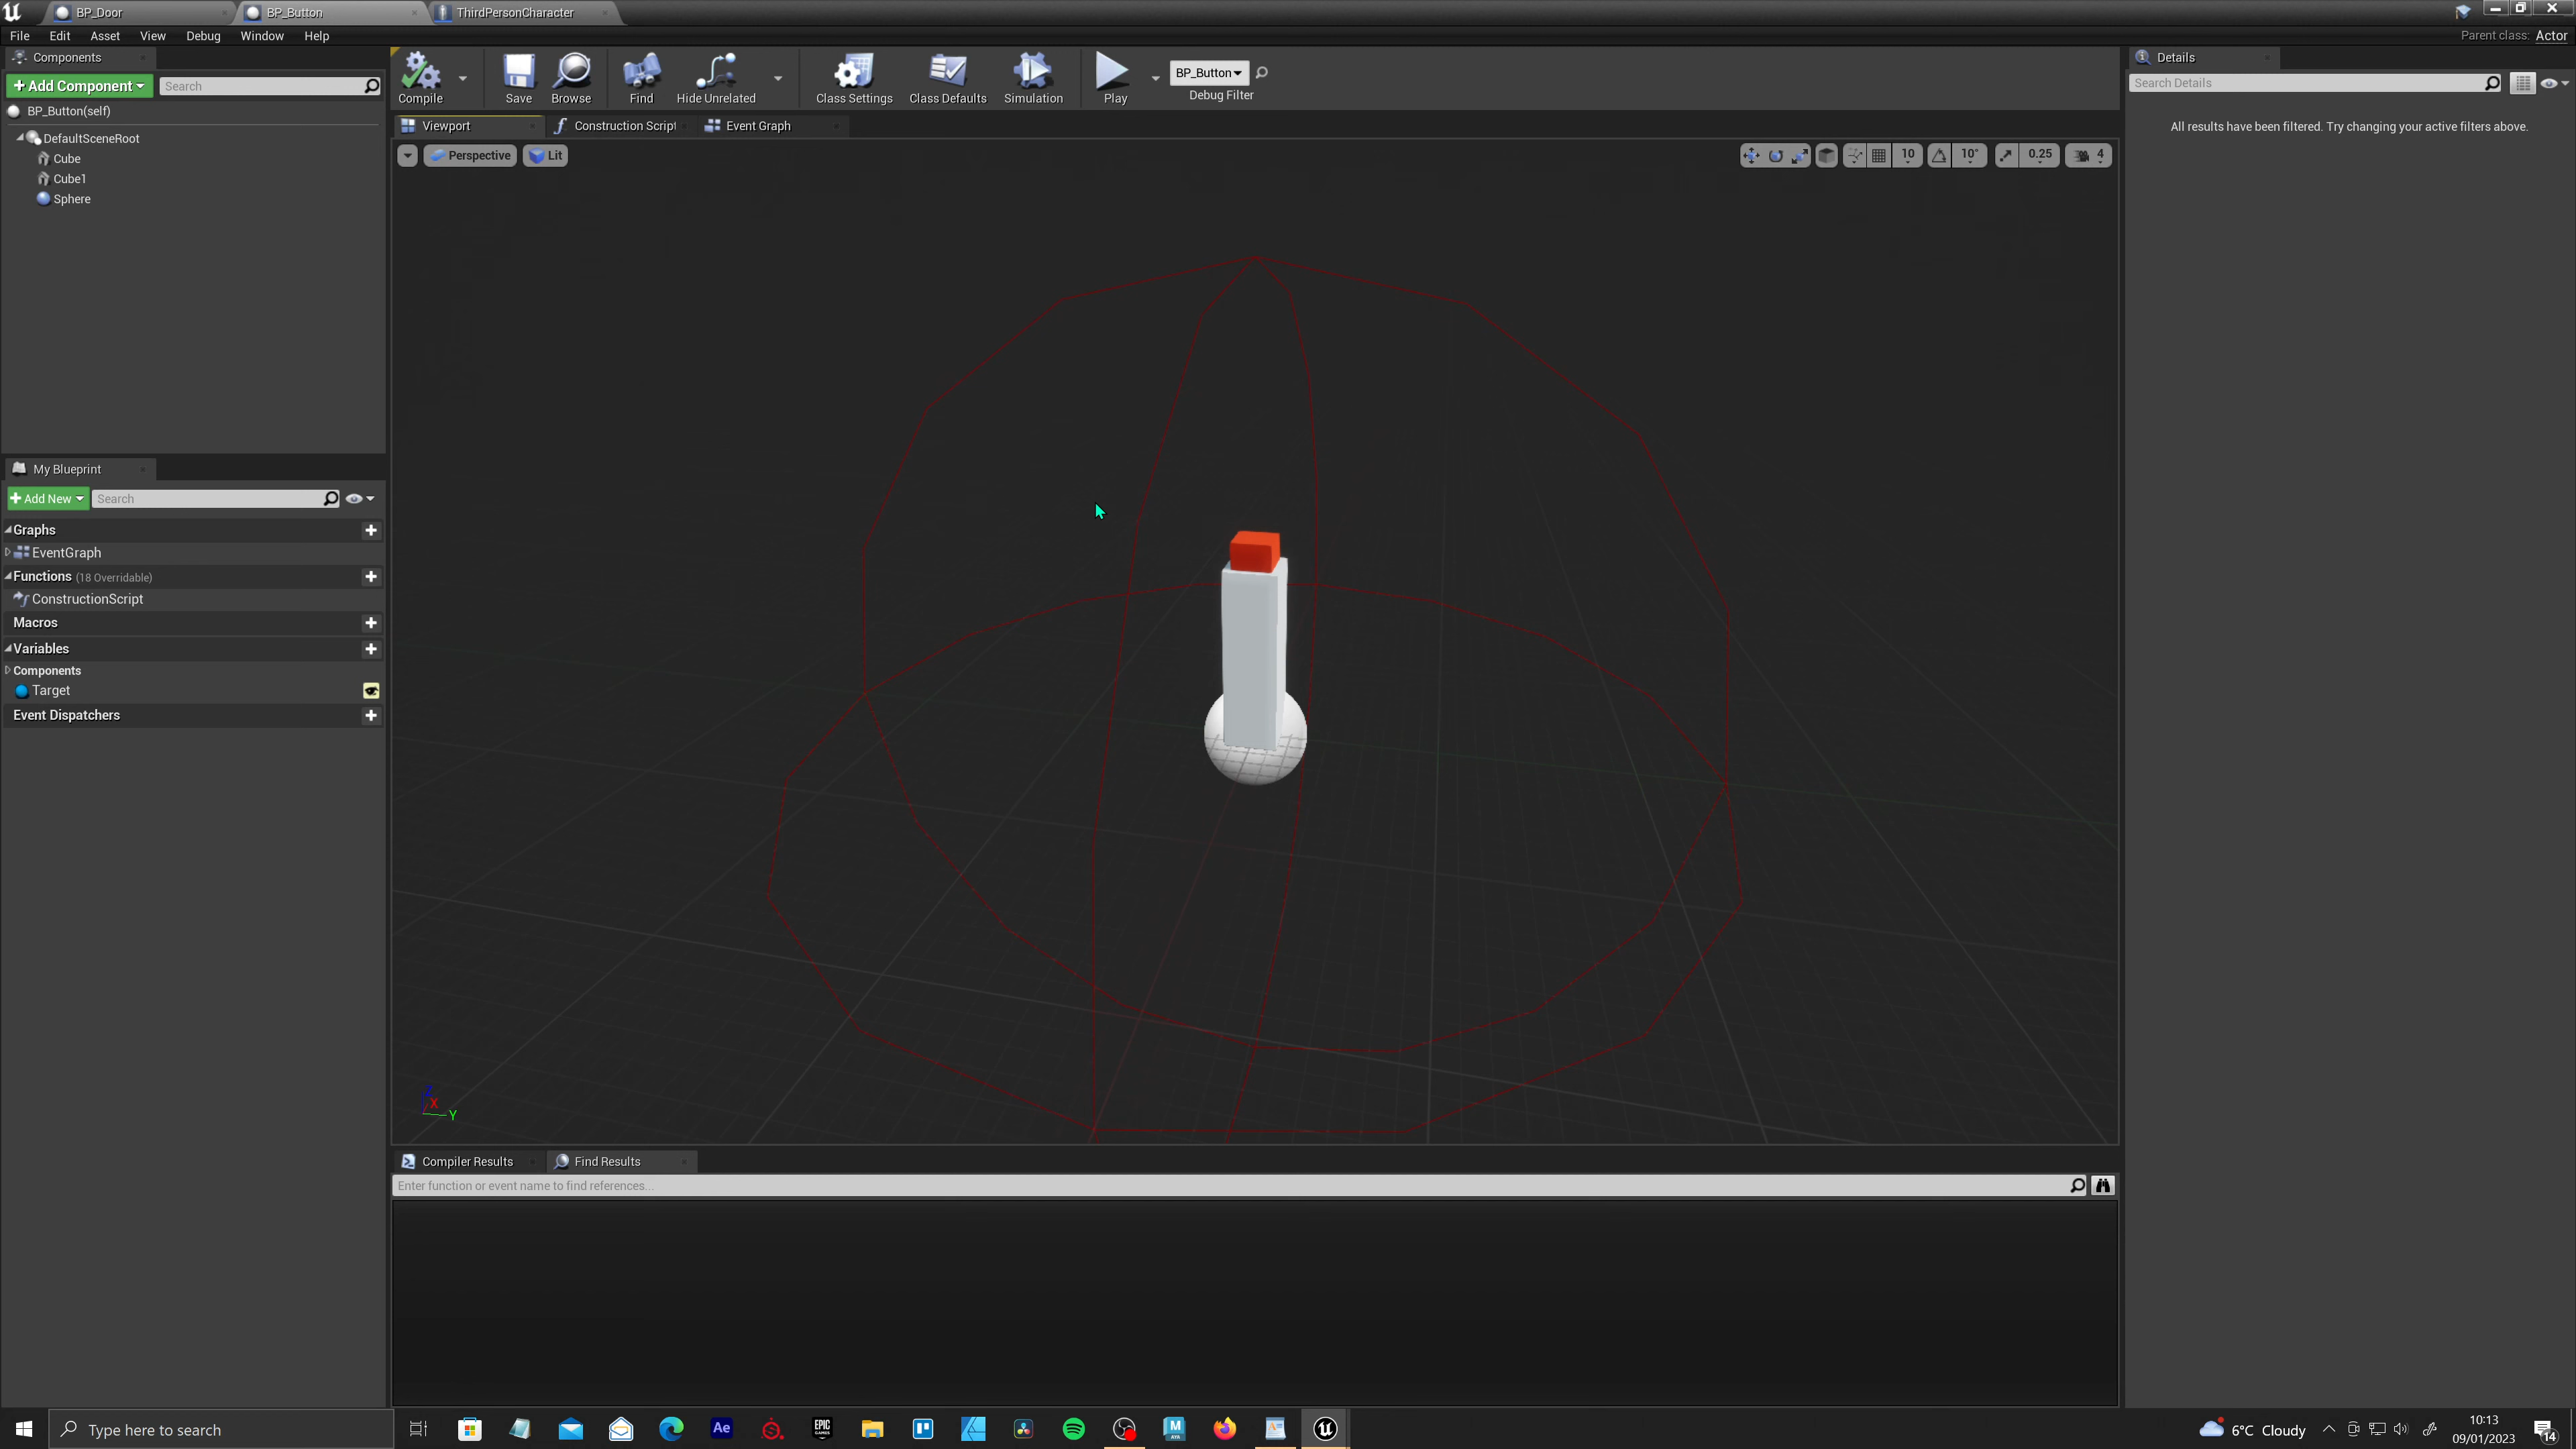 BP_Door
BP_Button
ThirdPersonCharacter
File Edit Asset View Debug Window Help
Parent class: Actor
Components
Add Component
Search
BP_Button(self)
DefaultSceneRoot
Cube
Cube1
Sphere
Compile
Save
Browse
Find
Hide Unrelated
Class Settings
Class Defaults
Simulation
Play
BP_Button
Debug Filter
Viewport
Construction Script
Event Graph
Perspective
Lit
10
10°
0.25
4
Details
Search Details
All results have been filtered. Try changing your active filters above.
My Blueprint
Add New
Search
Graphs
EventGraph
Functions (18 Overridable)
ConstructionScript
Macros
Variables
Components
Target
Event Dispatchers
Z
X
Y
Compiler Results
Find Results
Enter function or event name to find references...
Type here to search
Ae
EPIC GAMES
M
6°C Cloudy
10:13
09/01/2023
14